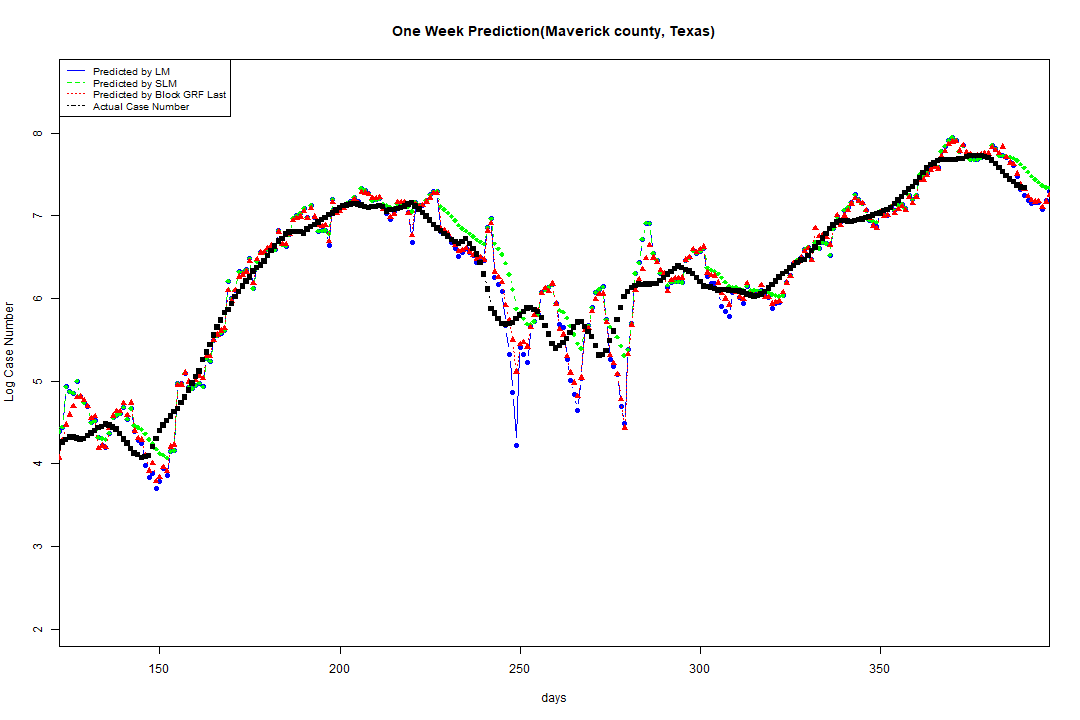 One Week Prediction(Maverick county, Texas)
Predicted by LM
Predicted by SLM
Predicted by Block GRF Last
Actual Case Number
8
7
6
5
4
3
2
Log Case Number
150
200
250
300
350
days